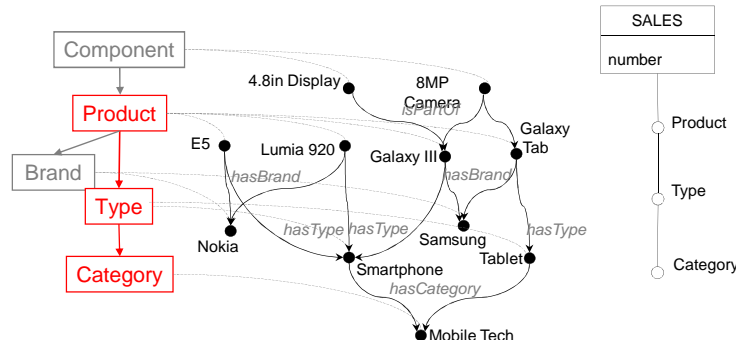 SALES
Component
number
4.8in Display
8MP
Camera
isPartOf
Product
Product
E5
Lumia 920
Galaxy III
Galaxy
Tab
Brand
hasBrand
hasBrand
Type
Type
Nokia
hasType
hasType
Samsung
hasType
Category
Smartphone
Tablet
Category
hasCategory
Mobile Tech